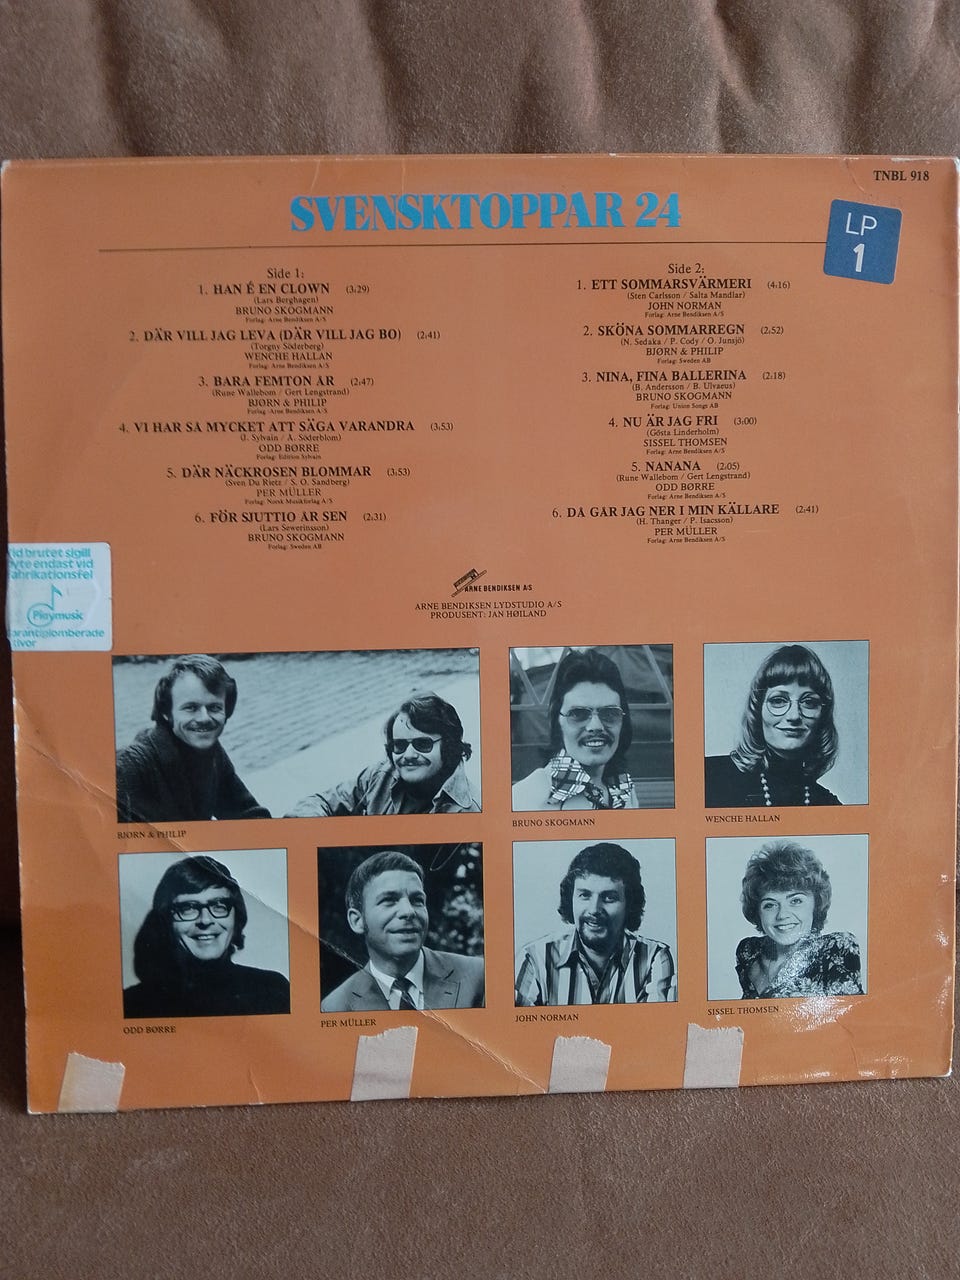 TNBL 918
SVENSKTOPPAR 24
LP
1
Side 1:
1. HAN É EN CLOWN (3:29)
(Lars Berghagen)
BRUNO SKOGMANN
Forlag: Arne Bendiksen A/S
2. DÄR VILL JAG LEVA (DÄR VILL JAG BO) (2:41)
(Torgny Söderberg)
WENCHE HALLAN
Forlag: Arne Bendiksen A/S
3. BARA FEMTON ÅR (2:47)
(Rune Wallebom / Gert Lengstrand)
BJØRN & PHILIP
Forlag: Arne Bendiksen A/S
4. VI HAR SÅ MYCKET ATT SÄGA VARANDRA (3:53)
(J. Sylvain / Å. Söderblom)
ODD BØRRE
Forlag: Edition Sylvain
5. DÄR NÄCKROSEN BLOMMAR (3:53)
(Sven Du Rietz / S. O. Sandberg)
PER MÜLLER
Forlag: Norsk Musikforlag A/S
6. FÖR SJUTTIO ÅR SEN (2:31)
(Lars Sewerinsson)
BRUNO SKOGMANN
Forlag: Sweden AB
Side 2:
1. ETT SOMMARSVÄRMERI (4:16)
(Sten Carlsson / Salta Mandlar)
JOHN NORMAN
Forlag: Arne Bendiksen A/S
2. SKÖNA SOMMARREGN (2:52)
(N. Sedaka / P. Cody / O. Junsjö)
BJØRN & PHILIP
Forlag: Sweden AB
3. NINA, FINA BALLERINA (2:18)
(B. Andersson / B. Ulvaeus)
BRUNO SKOGMANN
Forlag: Union Songs AB
4. NU ÄR JAG FRI (3:00)
(Gösta Linderholm)
SISSEL THOMSEN
Forlag: Arne Bendiksen A/S
5. NANANA (2:05)
(Rune Wallebom / Gert Lengstrand)
ODD BØRRE
Forlag: Arne Bendiksen A/S
6. DÅ GÅR JAG NER I MIN KÄLLARE (2:41)
(H. Thanger / P. Isacsson)
PER MÜLLER
Forlag: Arne Bendiksen A/S
id brutet sigill
yte endast vid
abrikationsfel
Playmusic
arantiplomberade
ivor
ARNE BENDIKSEN A/S
ARNE BENDIKSEN LYDSTUDIO A/S
PRODUSENT: JAN HØILAND
BJØRN & PHILIP
BRUNO SKOGMANN
WENCHE HALLAN
ODD BØRRE
PER MÜLLER
JOHN NORMAN
SISSEL THOMSEN